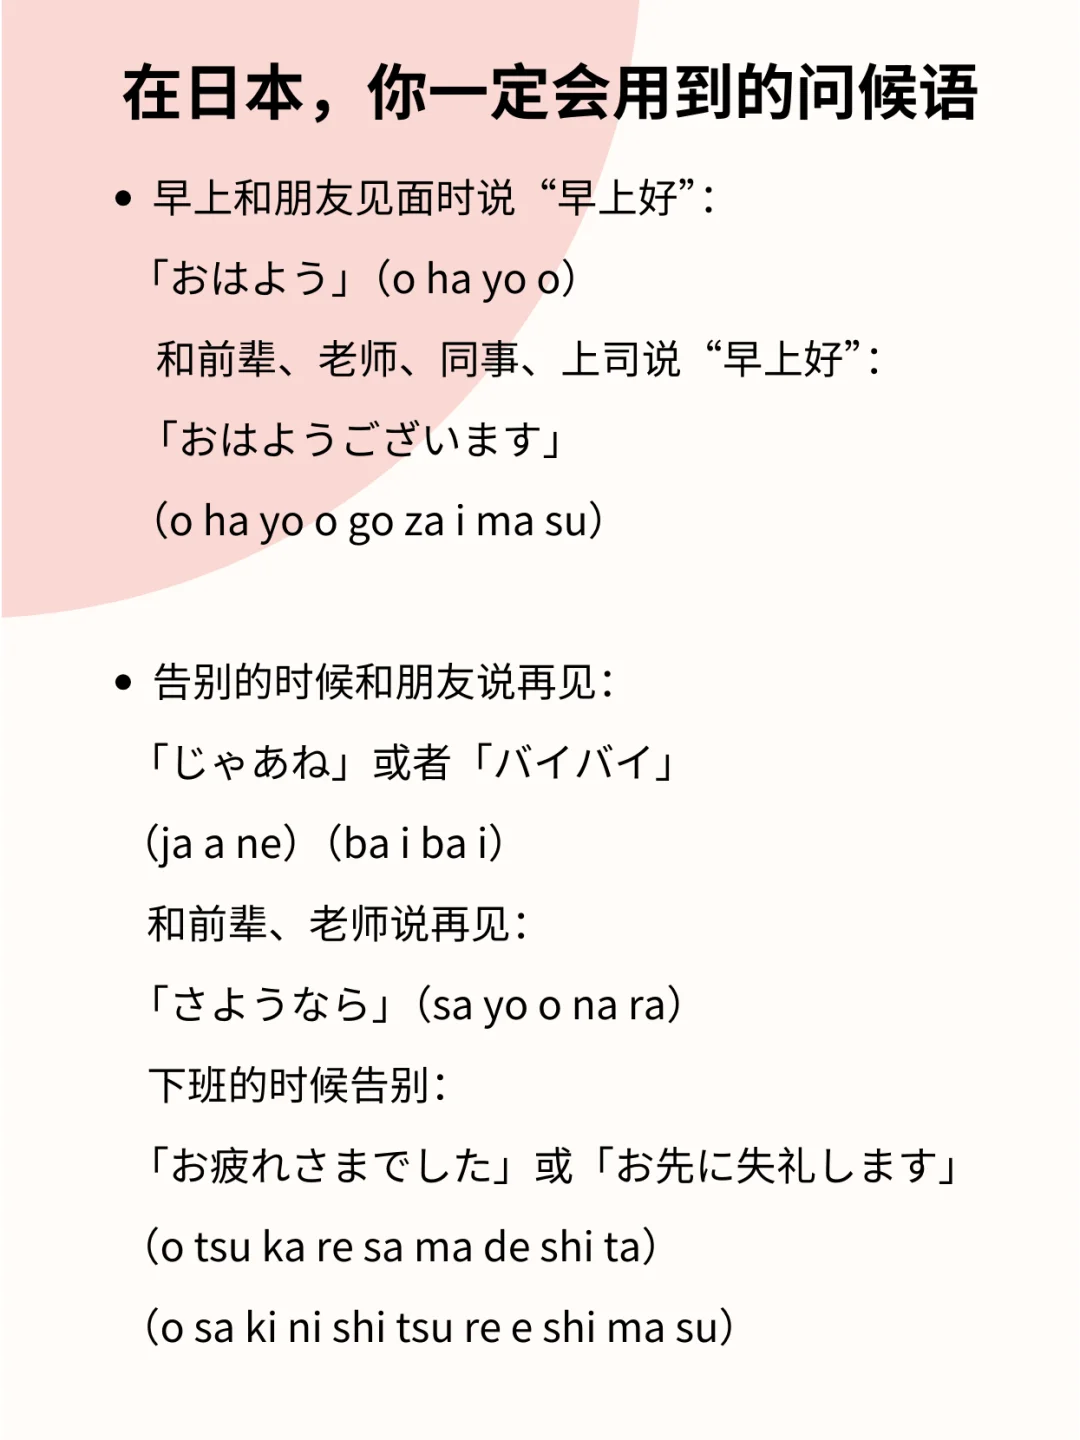 在日本，你一定会用到的问候语
• 早上和朋友见面时说“早上好”：
「おはよう」（o ha yo o）
和前辈、老师、同事、上司说“早上好”：
「おはようございます」
（o ha yo o go za i ma su）
• 告别的时候和朋友说再见：
「じゃあね」或者「バイバイ」
（ja a ne）（ba i ba i）
和前辈、老师说再见：
「さようなら」（sa yo o na ra）
下班的时候告别：
「お疲れさまでした」或「お先に失礼します」
（o tsu ka re sa ma de shi ta）
（o sa ki ni shi tsu re e shi ma su）